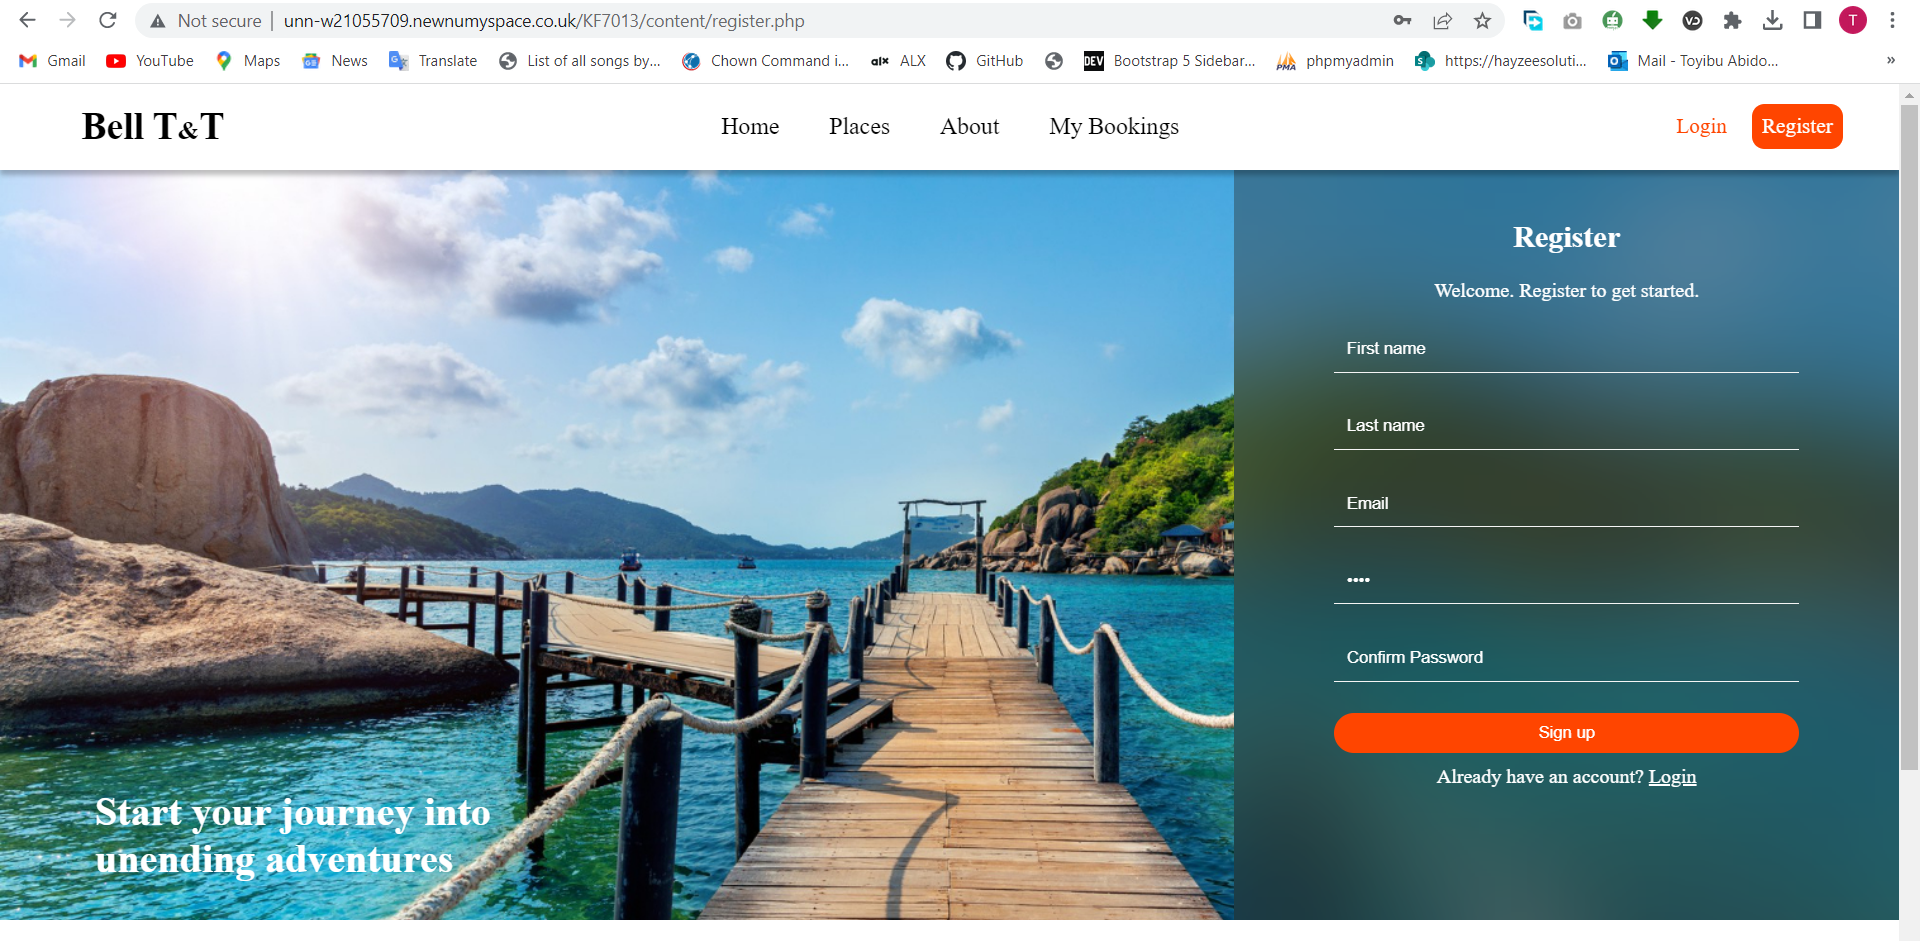 Not secure | unn-w21055709.newnumyspace.co.uk/KF7013/content/register.php
T
Gmail YouTube Maps News Translate List of all songs by... Chown Command i... alx ALX GitHub DEV Bootstrap 5 Sidebar... PMA phpmyadmin https://hayzeesoluti... Mail - Toyibu Abido... »
Bell T&T Home Places About My Bookings Login Register
Register
Welcome. Register to get started.
First name
Last name
Email
••••
Confirm Password
Sign up
Already have an account? Login
Start your journey into
unending adventures